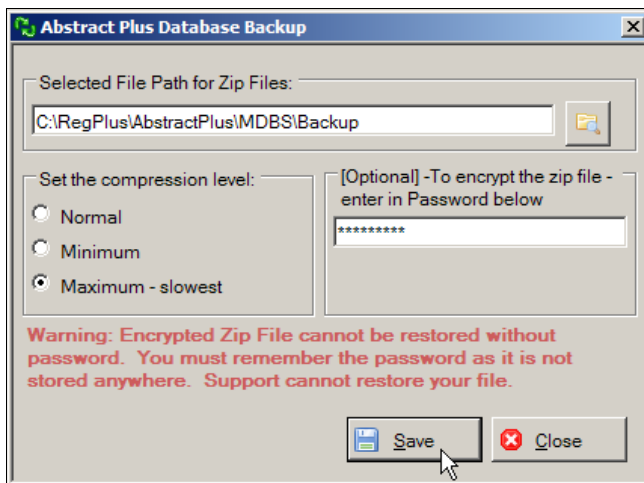 Abstract Plus Database Backup
Selected File Path for Zip Files:
C:\RegPlus\AbstractPlus\MDBS\Backup
Set the compression level:
Normal
Minimum
Maximum - slowest
[Optional] -To encrypt the zip file -
enter in Password below
*********
Warning: Encrypted Zip File cannot be restored without
password.  You must remember the password as it is not
stored anywhere.  Support cannot restore your file.
Save
Close